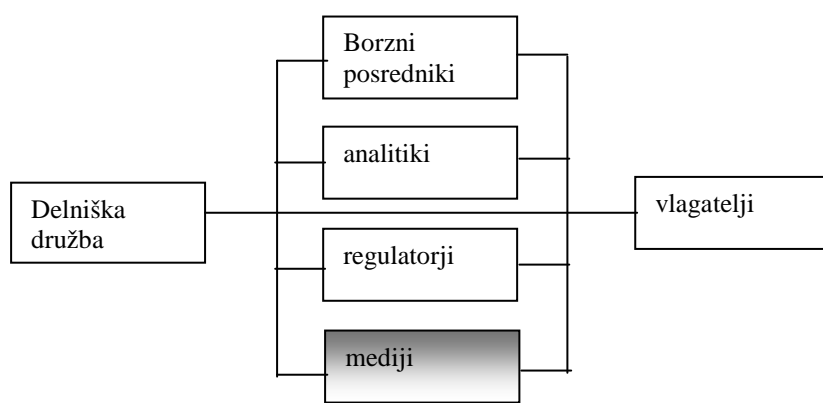 Borzni
posredniki
analitiki
Delniška
družba
vlagatelji
regulatorji
mediji